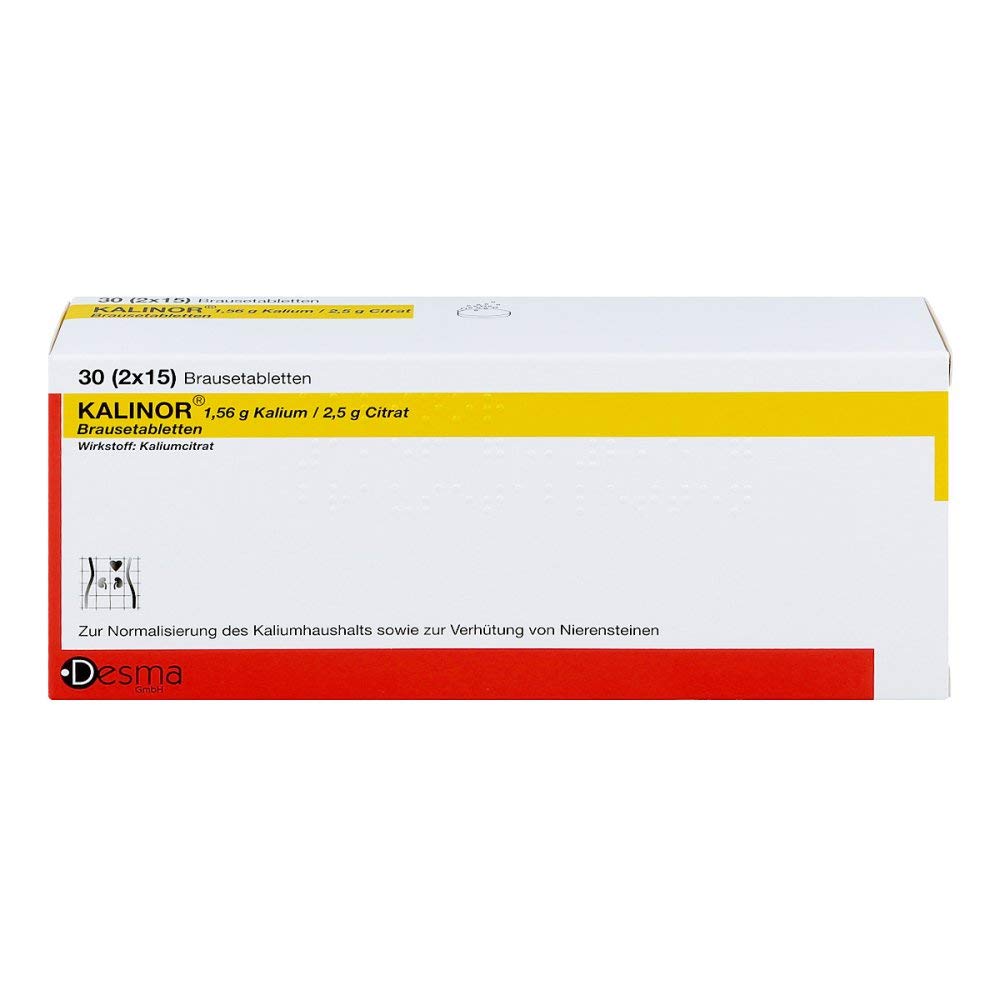 30 (2x15) Brausetabletten
KALINOR® 1,56 g Kalium / 2,5 g Citrat
Brausetabletten
30 (2x15) Brausetabletten
KALINOR® 1,56 g Kalium / 2,5 g Citrat
Brausetabletten
Wirkstoff: Kaliumcitrat
Zur Normalisierung des Kaliumhaushalts sowie zur Verhütung von Nierensteinen
Desma
GmbH